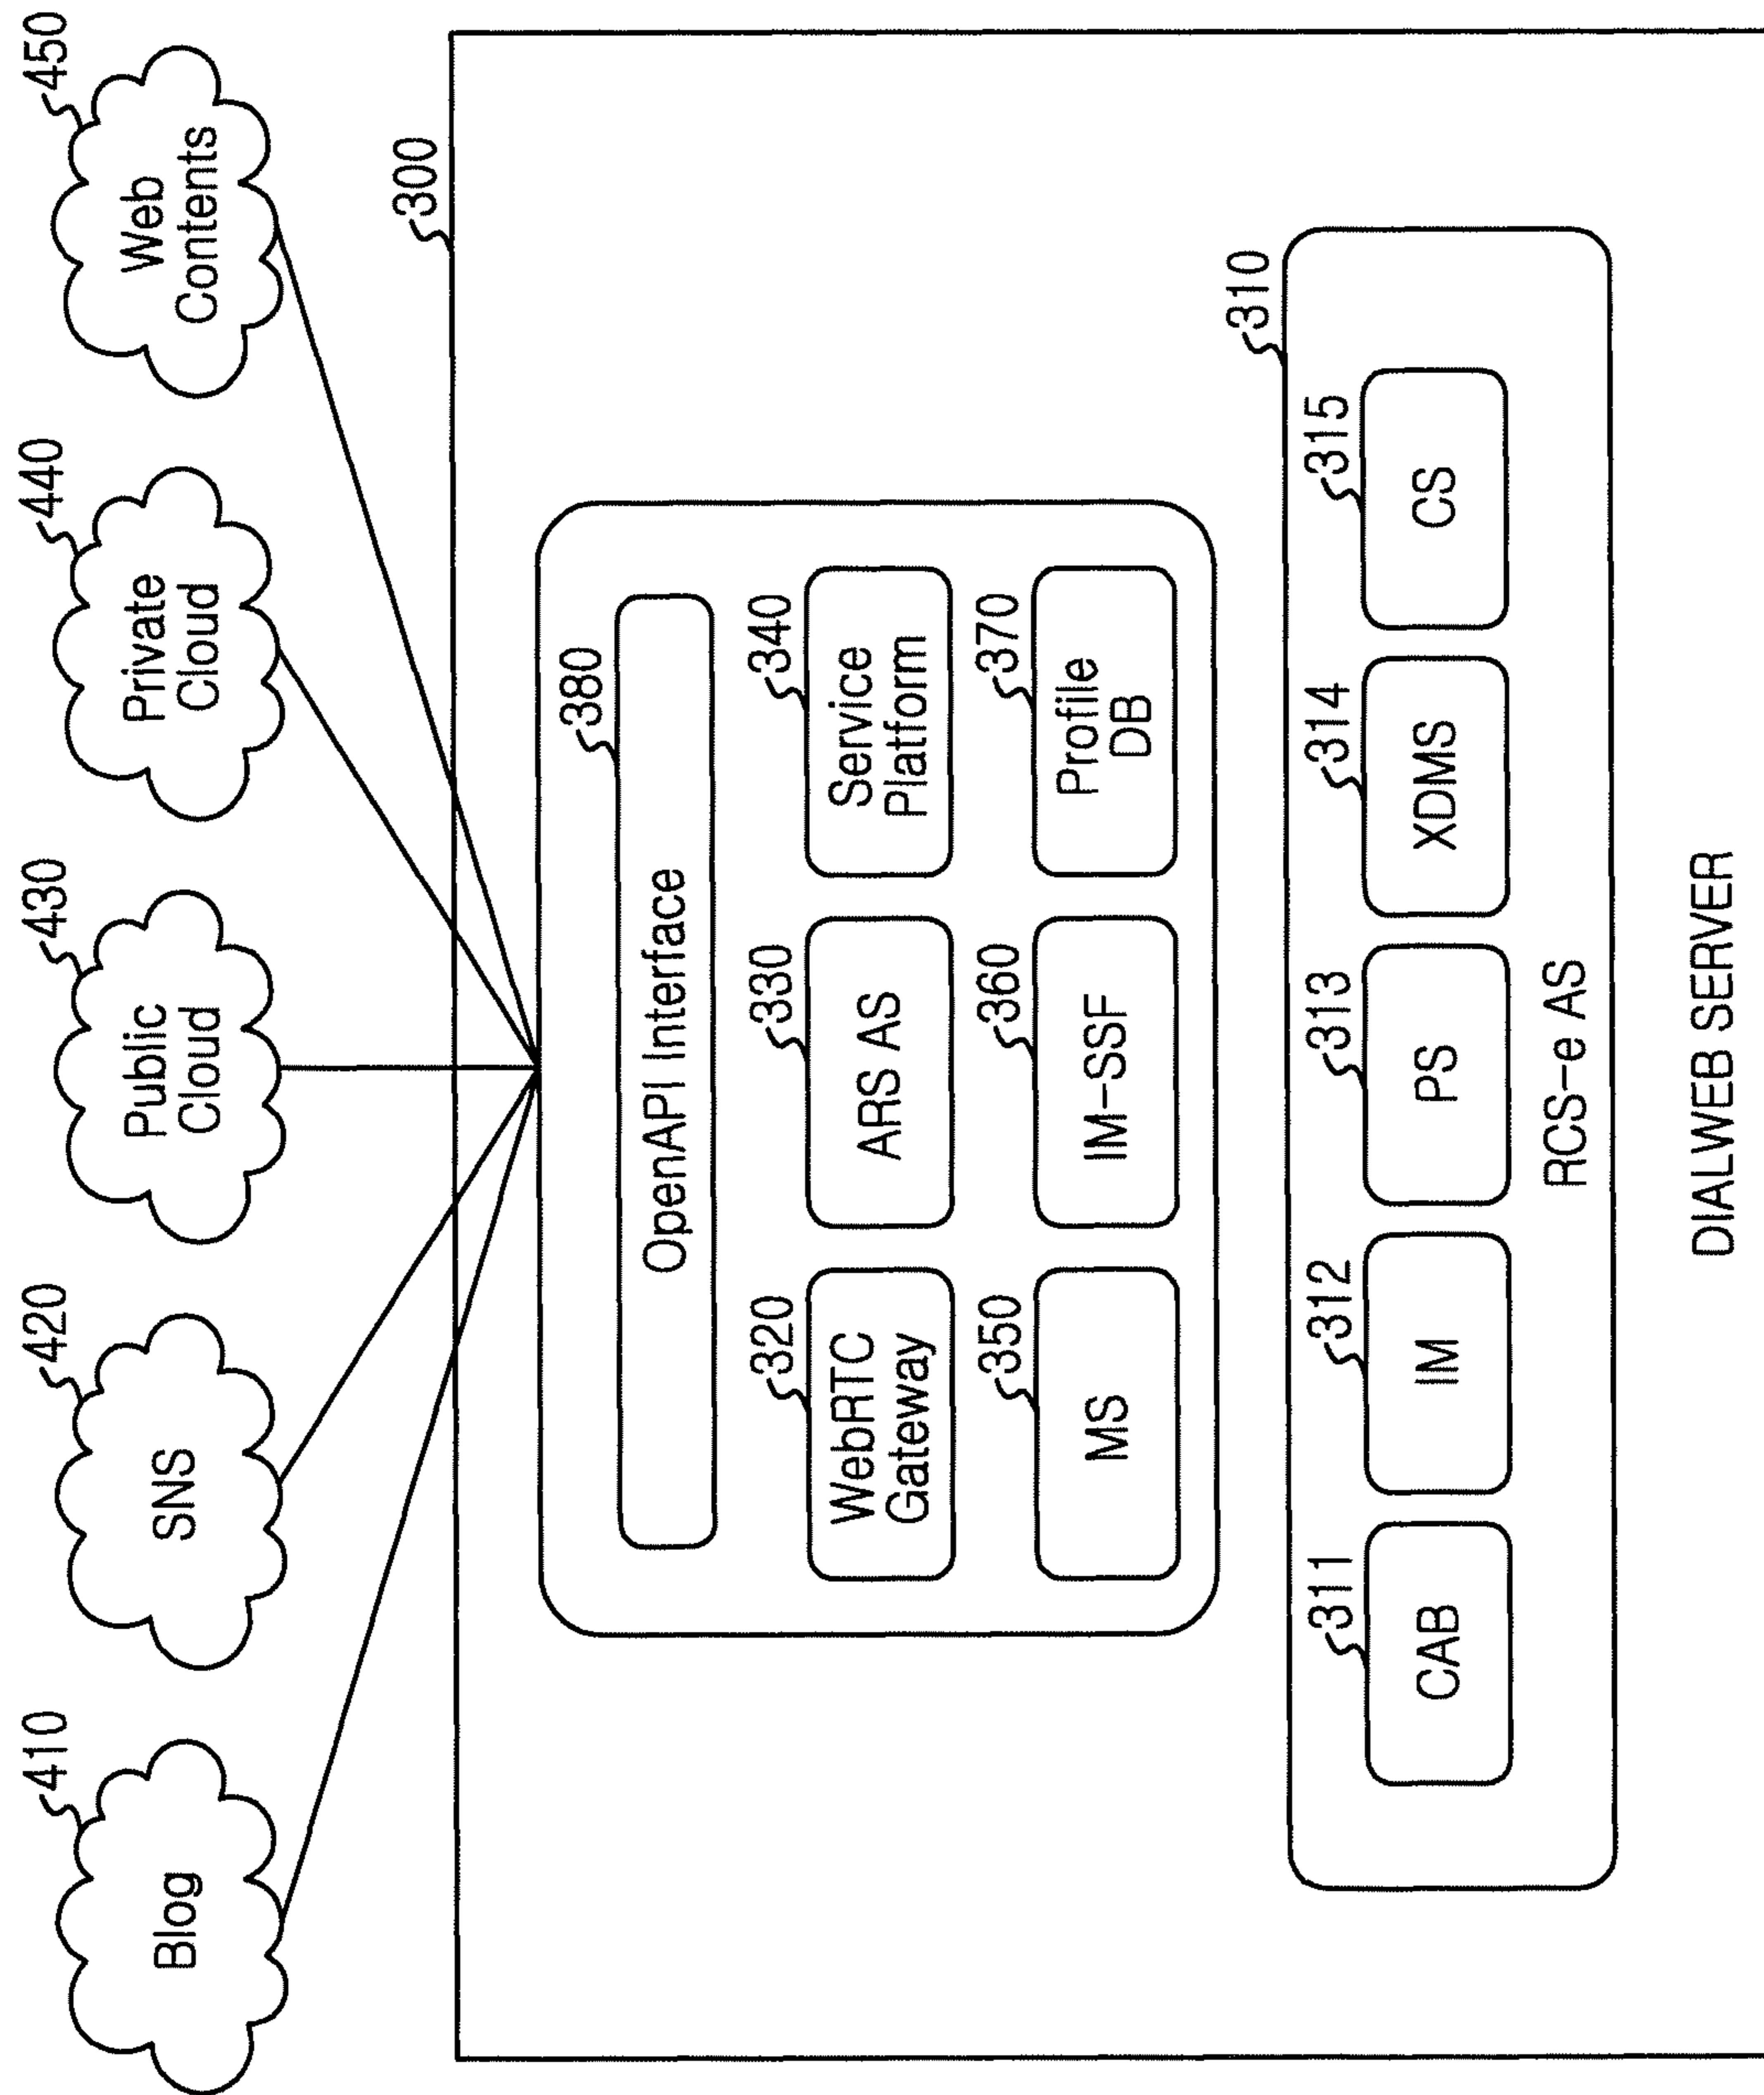 410
420
430
440
450
Blog
SNS
Public
Cloud
Private
Cloud
Web
Contents
300
380
OpenAPI Interface
320
330
340
WebRTC
Gateway
ARS AS
Service
Platform
350
360
370
MS
IM-SSF
Profile
DB
310
311
312
313
314
315
CAB
IM
PS
XDMS
CS
RCS-e AS
DIALWEB SERVER